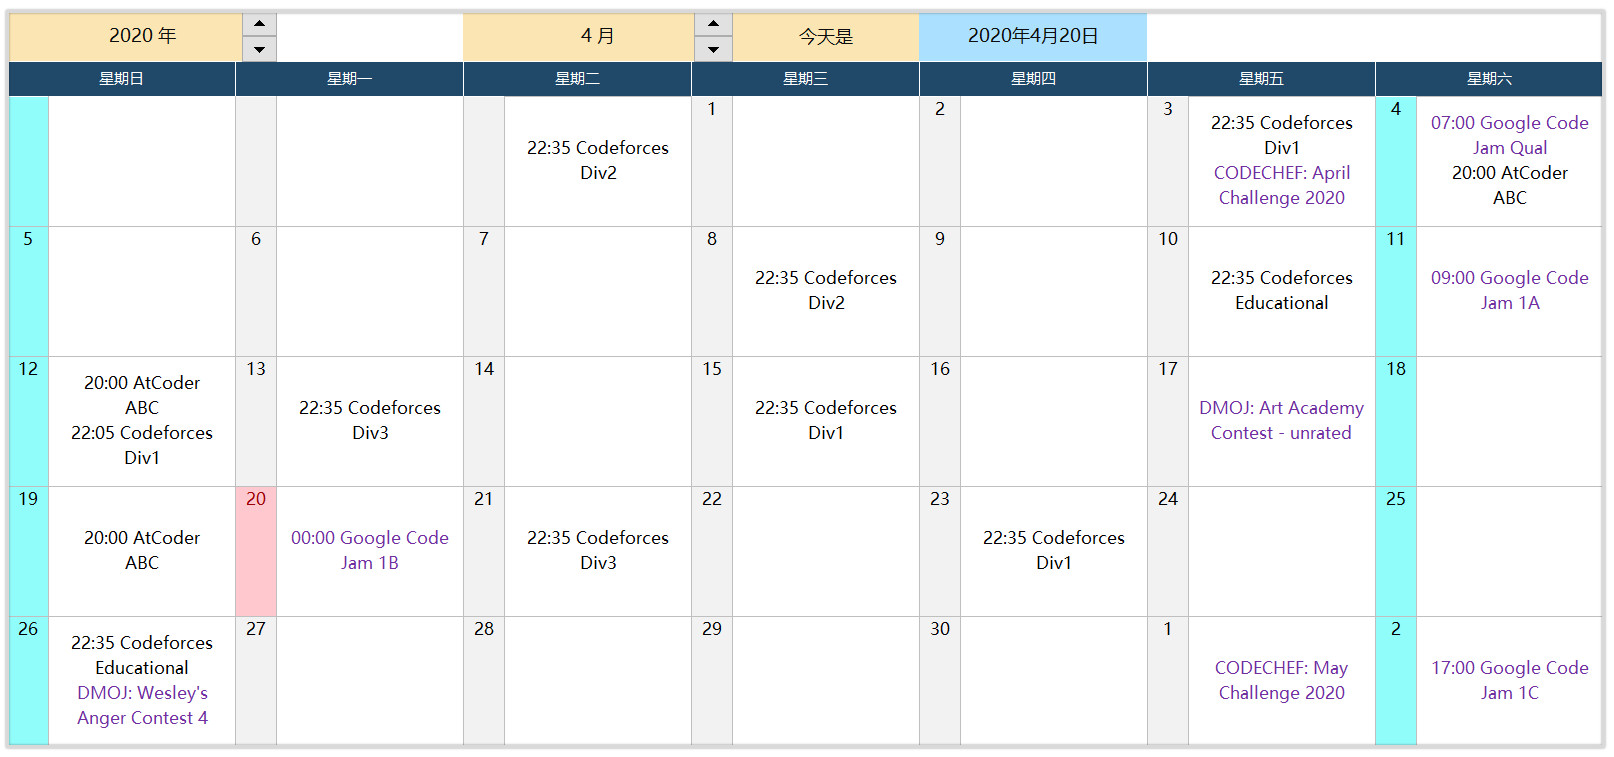 2020 年
4 月
今天是
2020年4月20日
星期日
星期一
星期二
星期三
星期四
星期五
星期六
22:35 Codeforces
Div2
1
2
3
22:35 Codeforces
Div1
CODECHEF: April
Challenge 2020
4
07:00 Google Code
Jam Qual
20:00 AtCoder
ABC
5
6
7
8
22:35 Codeforces
Div2
9
10
22:35 Codeforces
Educational
11
09:00 Google Code
Jam 1A
12
20:00 AtCoder
ABC
22:05 Codeforces
Div1
13
22:35 Codeforces
Div3
14
15
22:35 Codeforces
Div1
16
17
DMOJ: Art Academy
Contest - unrated
18
19
20:00 AtCoder
ABC
20
00:00 Google Code
Jam 1B
21
22:35 Codeforces
Div3
22
23
22:35 Codeforces
Div1
24
25
26
22:35 Codeforces
Educational
DMOJ: Wesley's
Anger Contest 4
27
28
29
30
1
CODECHEF: May
Challenge 2020
2
17:00 Google Code
Jam 1C